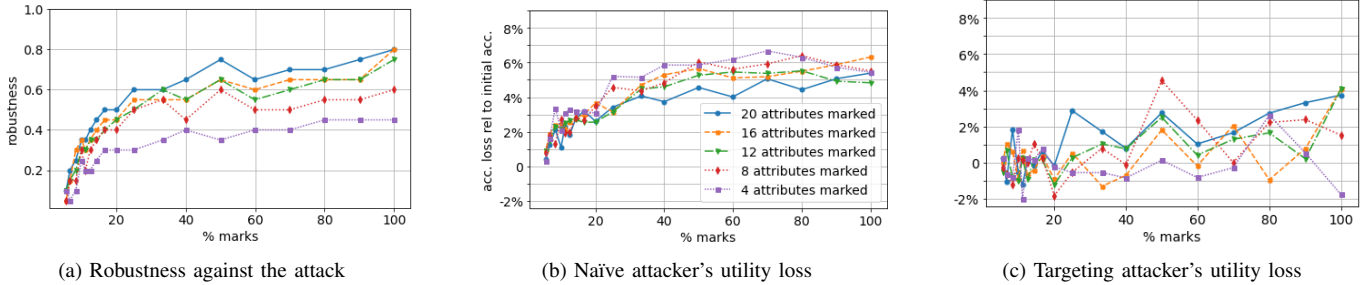 1.0
0.8
0.6
0.4
0.2
robustness
20 40 60 80 100
% marks
(a) Robustness against the attack
8%
6%
4%
2%
0
-2%
acc. loss rel to initial acc.
20 attributes marked
16 attributes marked
12 attributes marked
8 attributes marked
4 attributes marked
20 40 60 80 100
% marks
(b) Naïve attacker's utility loss
8%
6%
4%
2%
0
-2%
20 40 60 80 100
% marks
(c) Targeting attacker's utility loss